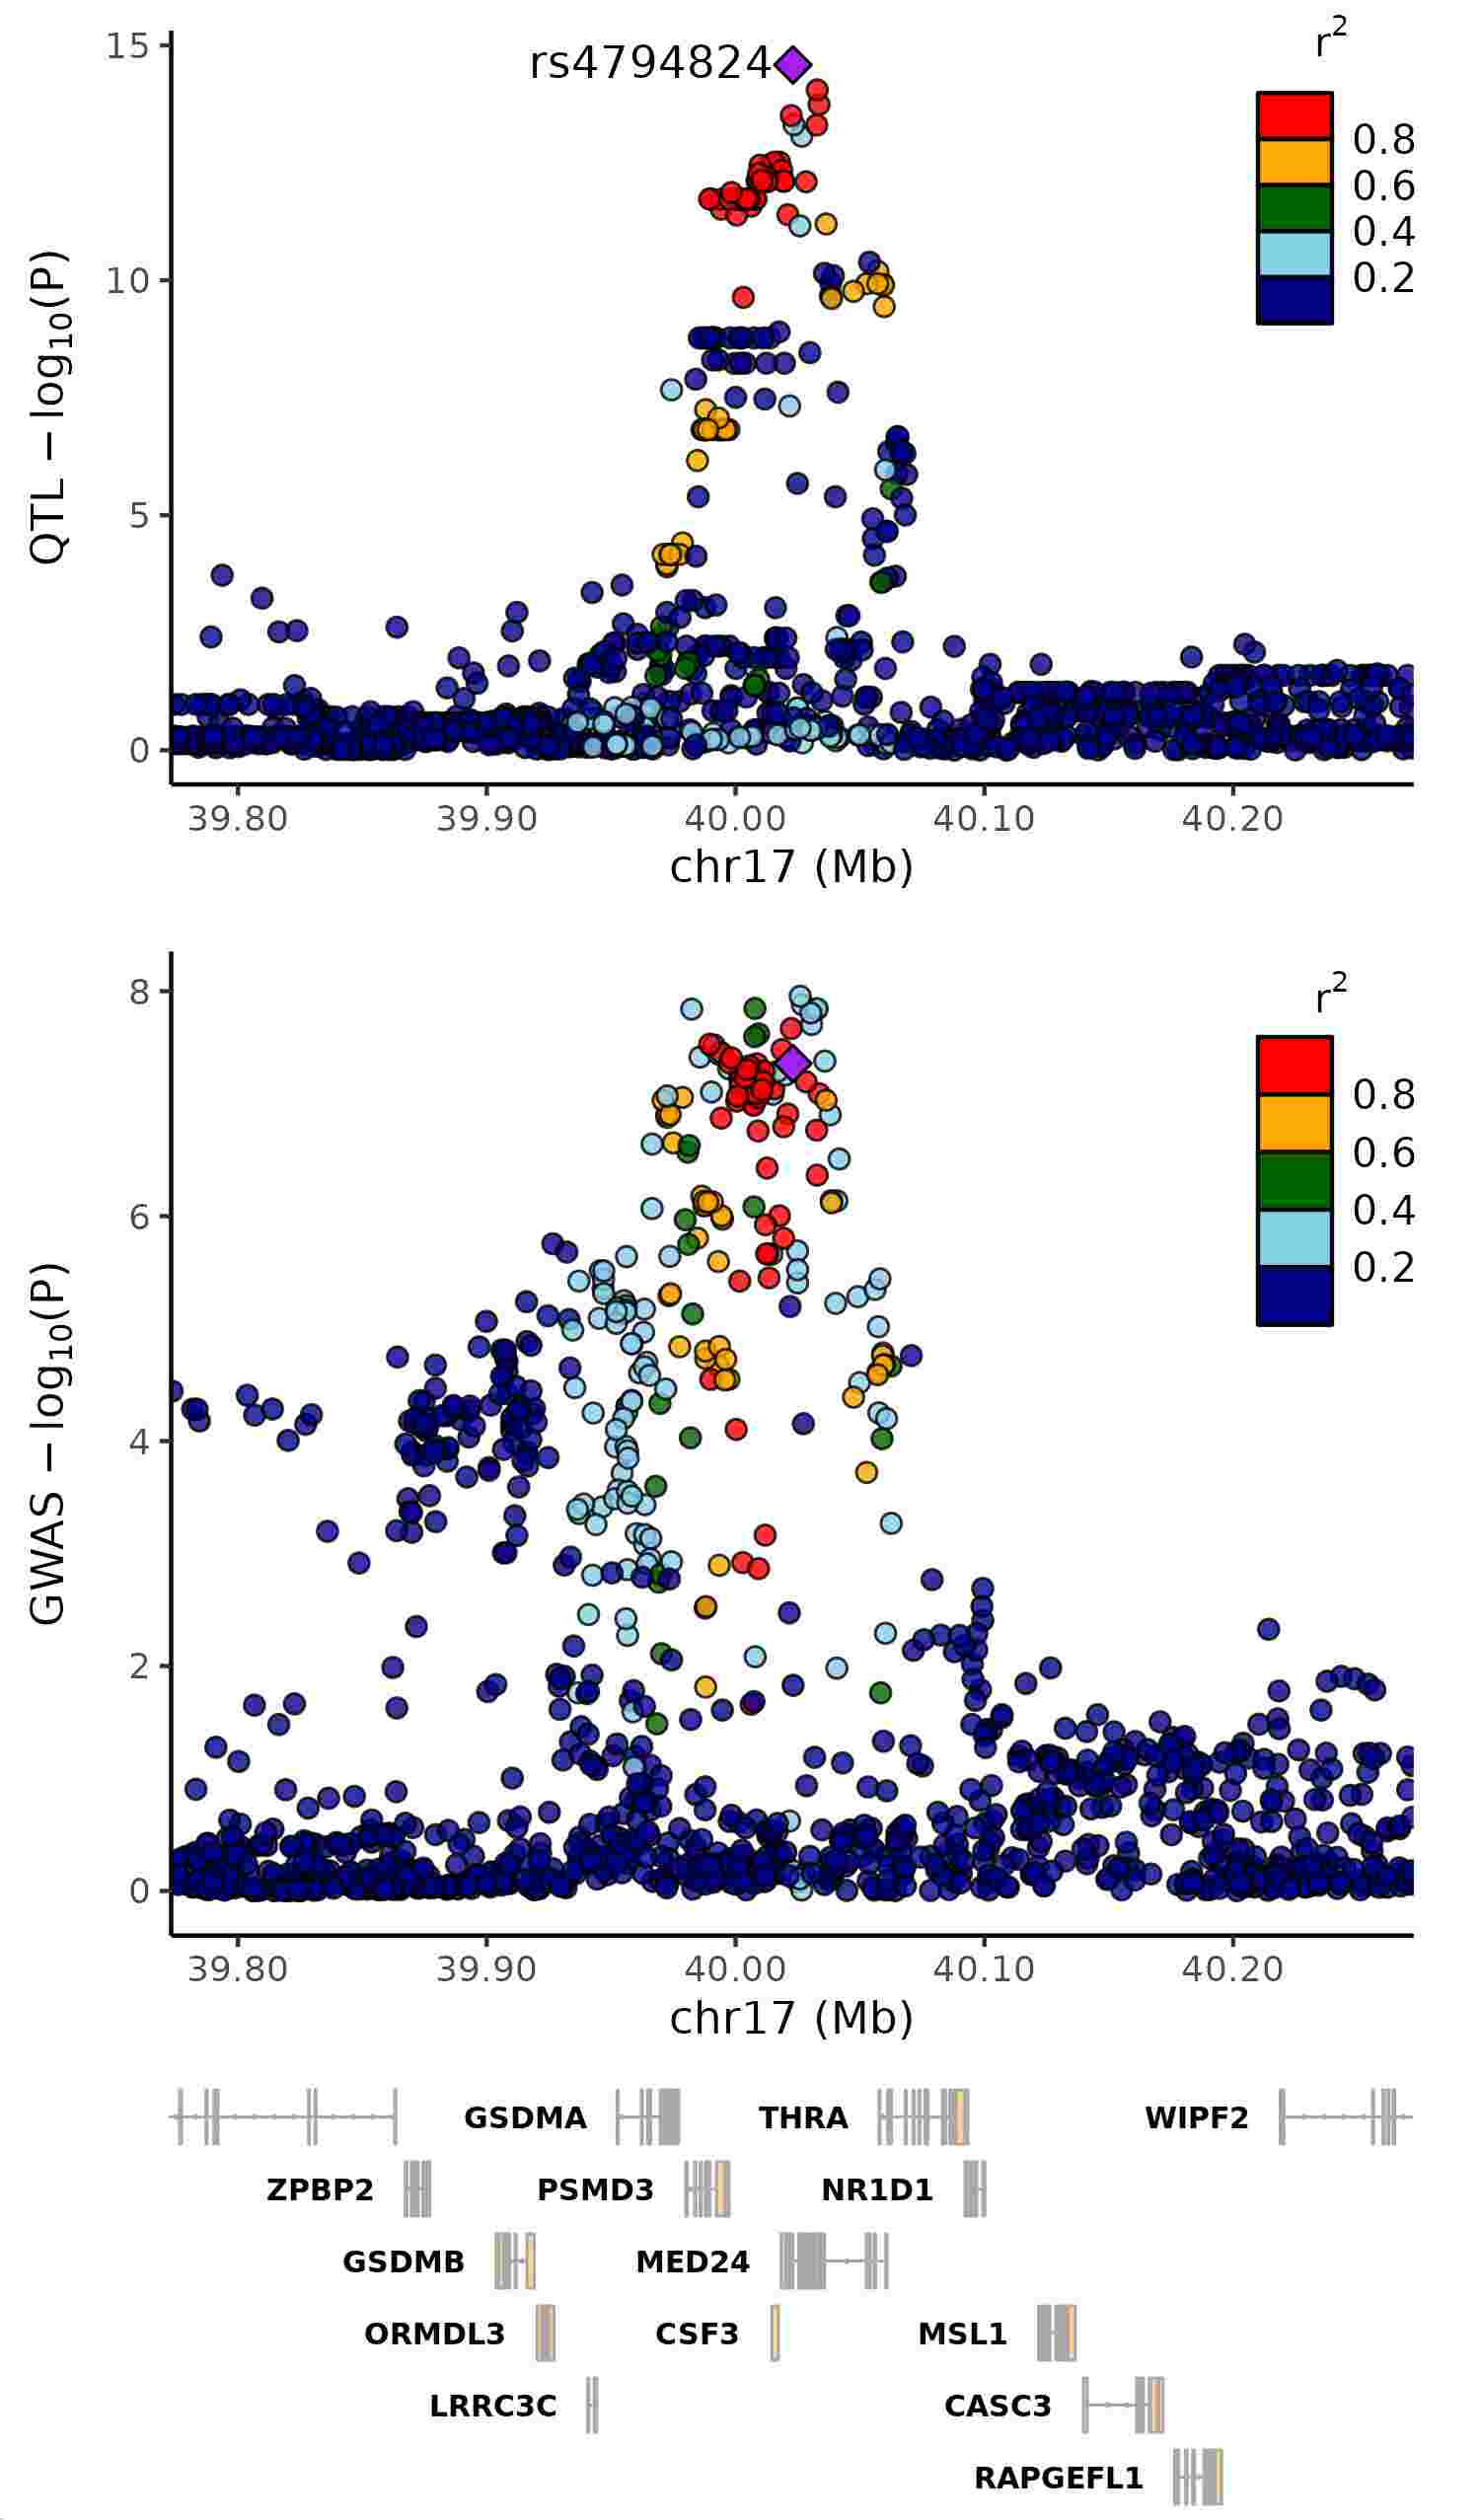 15
rs4794824
r2
0.8
0.6
0.4
0.2
10
5
0
QTL −log10(P)
39.80 39.90 40.00 40.10 40.20
chr17 (Mb)
8
r2
0.8
0.6
0.4
0.2
6
4
2
0
GWAS −log10(P)
39.80 39.90 40.00 40.10 40.20
chr17 (Mb)
GSDMA THRA WIPF2
ZPBP2 PSMD3 NR1D1
GSDMB MED24
ORMDL3 CSF3 MSL1
LRRC3C CASC3
RAPGEFL1